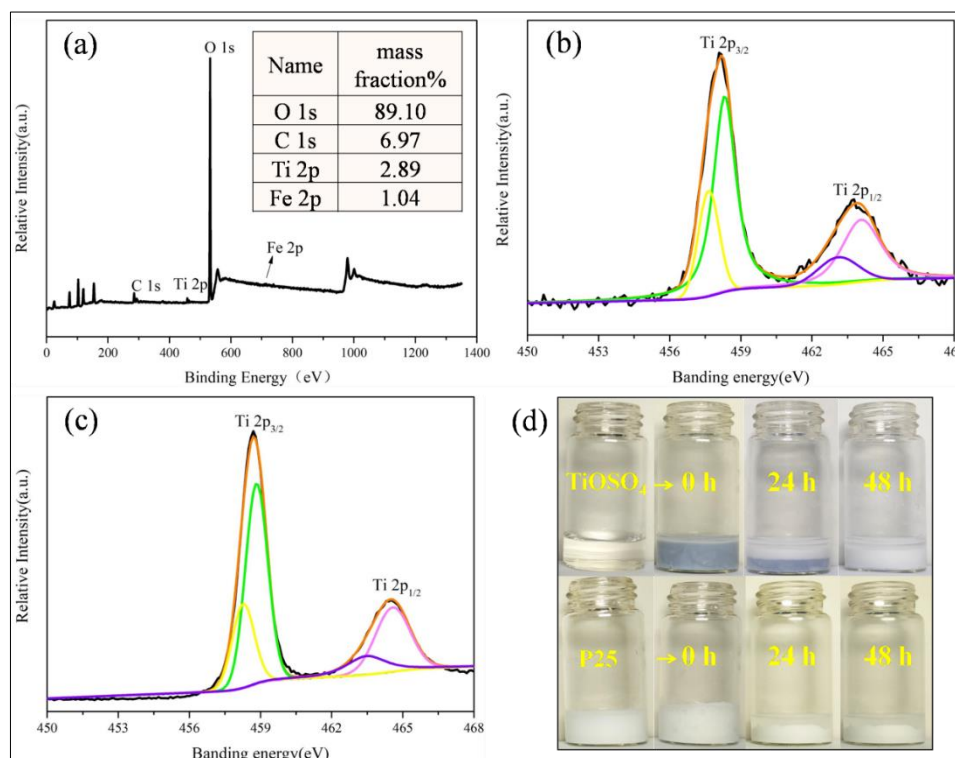 (a)
O 1s
Name mass fraction%
O 1s 89.10
C 1s 6.97
Ti 2p 2.89
Fe 2p 1.04
Fe 2p
C 1s
Ti 2p
Relative Intensity(a.u.)
0 200 400 600 800 1000 1200 1400
Binding Energy（eV）
(b)
Ti 2p3/2
Ti 2p1/2
Relative Intensity(a.u.)
450 453 456 459 462 465 46
Banding energy(eV)
(c)
Ti 2p3/2
Ti 2p1/2
Relative Intensity(a.u.)
450 453 456 459 462 465 468
Banding energy(eV)
(d)
TiOSO4 → 0 h 24 h 48 h
P25 → 0 h 24 h 48 h